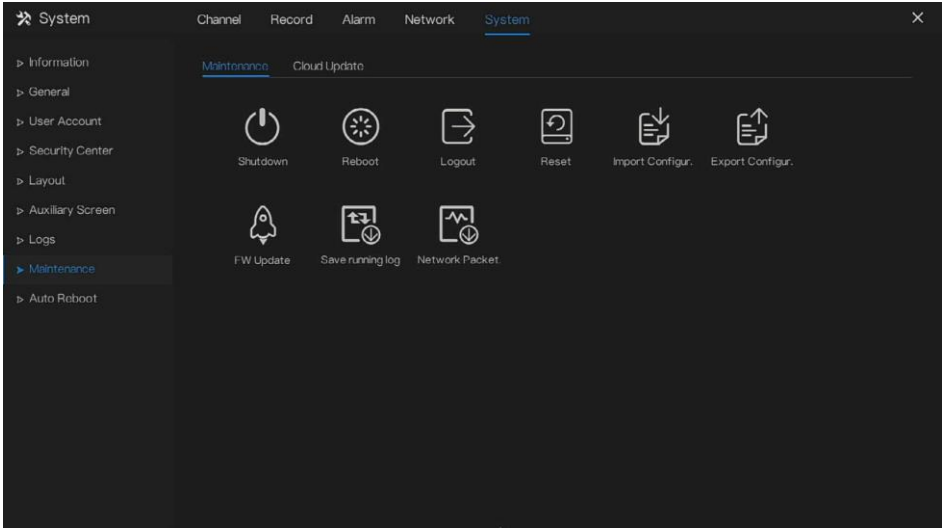 System
Channel Record Alarm Network System
Information
General
User Account
Security Center
Layout
Auxiliary Screen
Logs
Maintenance
Auto Reboot
Maintenance Cloud Update
Shutdown Reboot Logout Reset Import Configur. Export Configur.
FW Update Save running log Network Packet.